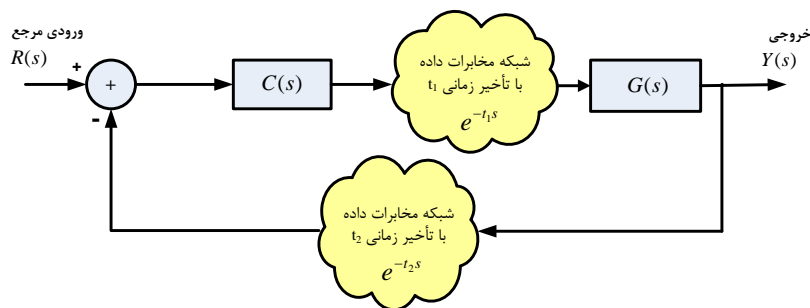 ورودی مرجع
R(s)
+
+
-
C(s)
شبکه مخابرات داده
با تأخیر زمانی t₁
e^{-t₁s}
G(s)
خروجی
Y(s)
شبکه مخابرات داده
با تأخیر زمانی t₂
e^{-t₂s}